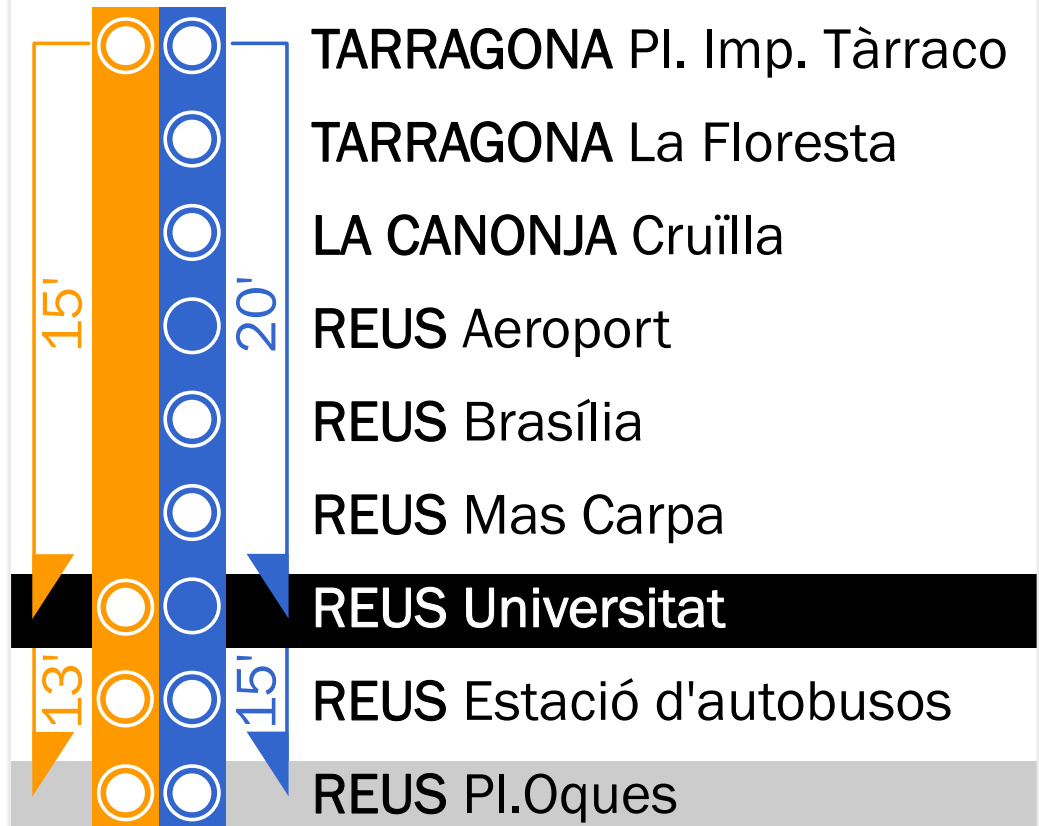 TARRAGONA Pl. Imp. Tàrraco
TARRAGONA La Floresta
LA CANONJA Cruïlla
15'
20'
REUS Aeroport
REUS Brasília
REUS Mas Carpa
REUS Universitat
13'
15'
REUS Estació d'autobusos
REUS Pl.Oques